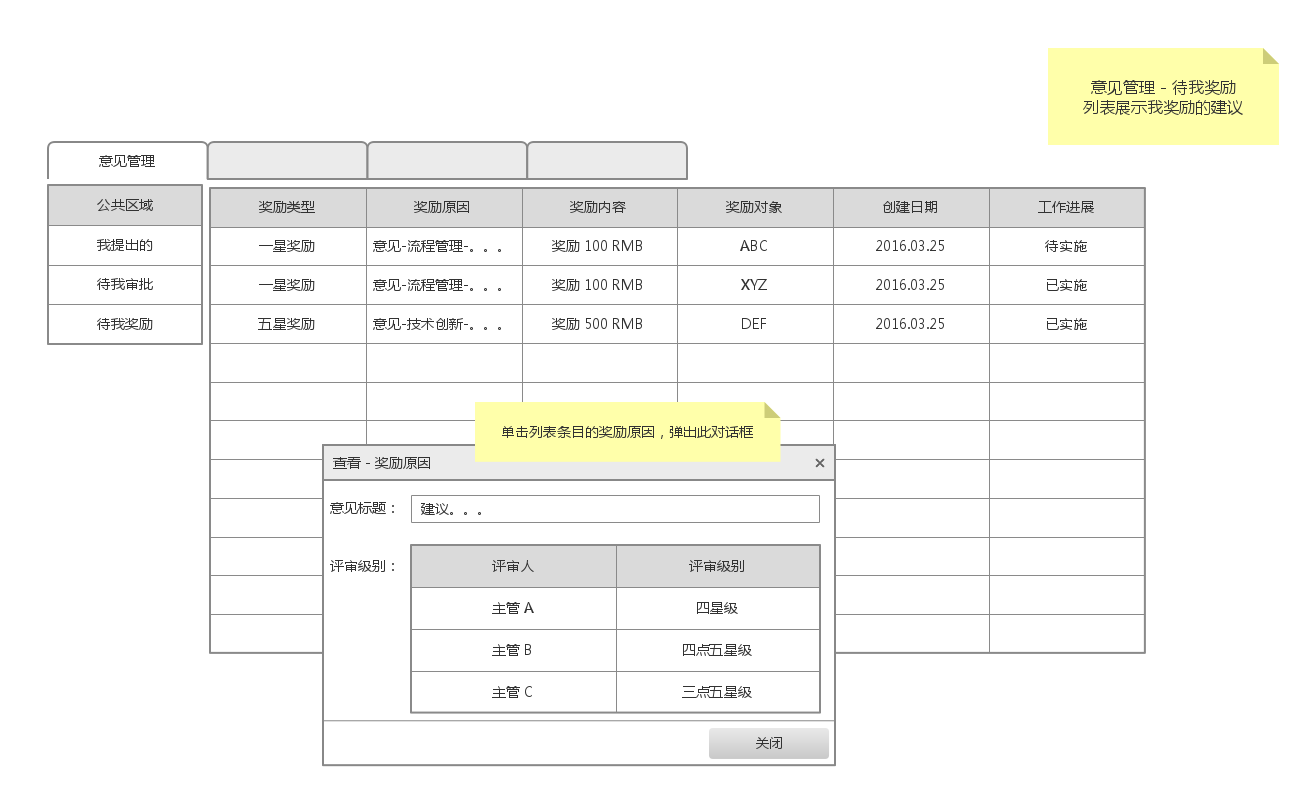 意见管理 - 待我奖励
列表展示我奖励的建议
意见管理
公共区域
我提出的
待我审批
待我奖励
奖励类型 奖励原因 奖励内容 奖励对象 创建日期 工作进展
一星奖励 意见-流程管理-。。。 奖励 100 RMB ABC 2016.03.25 待实施
一星奖励 意见-流程管理-。。。 奖励 100 RMB XYZ 2016.03.25 已实施
五星奖励 意见-技术创新-。。。 奖励 500 RMB DEF 2016.03.25 已实施
单击列表条目的奖励原因，弹出此对话框
查看 - 奖励原因 ×
意见标题： 建议。。。
评审级别： 评审人 评审级别
主管 A 四星级
主管 B 四点五星级
主管 C 三点五星级
关闭